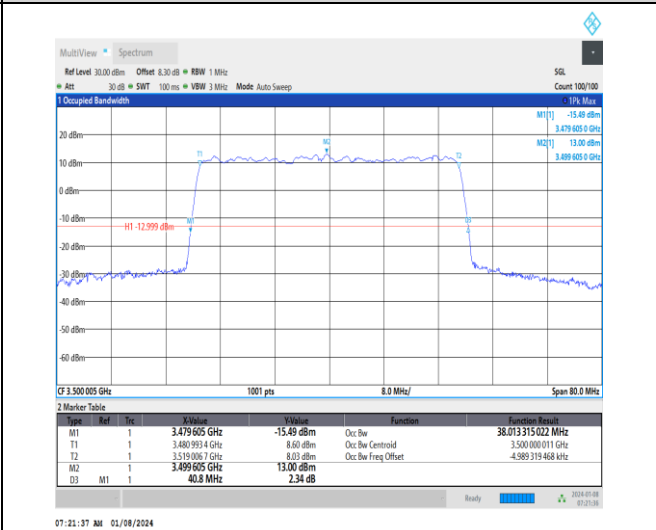 MultiView Spectrum
Ref Level 30.00 dBm Offset 8.30 dB RBW 1 MHz SGL
Att 30 dB SWT 100 ms VBW 3 MHz Mode Auto Sweep Count 100/100
1 Occupied Bandwidth 1Pk Max
M1[1] -15.49 dBm
3.479 605 0 GHz
M2[1] 13.00 dBm
3.499 605 0 GHz
20 dBm
M2
T1 T2
10 dBm
0 dBm
-10 dBm
M1 D3
H1 -12.999 dBm
-30 dBm
-40 dBm
-50 dBm
-60 dBm
CF 3.500 005 GHz 1001 pts 8.0 MHz/ Span 80.0 MHz
2 Marker Table
Type Ref Trc X-Value Y-Value Function Function Result
M1 1 3.479 605 GHz -15.49 dBm Occ Bw 38.013 315 022 MHz
T1 1 3.480 993 4 GHz 8.60 dBm Occ Bw Centroid 3.500 000 011 GHz
T2 1 3.519 006 7 GHz 8.03 dBm Occ Bw Freq Offset -4.989 319 468 kHz
M2 1 3.499 605 GHz 13.00 dBm
D3 M1 1 40.8 MHz 2.34 dB
Ready 2024-01-08
07:21:36
07:21:37 AM 01/08/2024